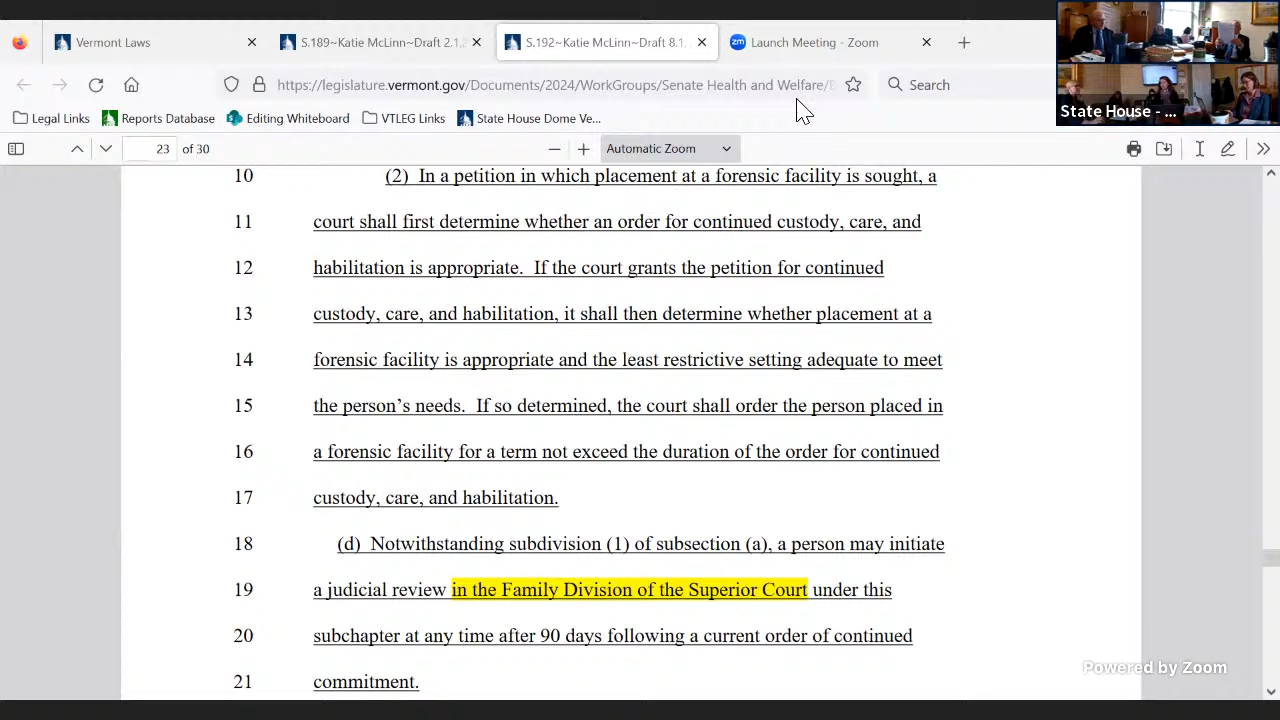 Vermont Laws
S.189~Katie McLinn~Draft 2.1.
S.192~Katie McLinn~Draft 8.1.
Launch Meeting - Zoom
https://legislature.vermont.gov/Documents/2024/WorkGroups/Senate Health and Welfare/B
Search
Legal Links
Reports Database
Editing Whiteboard
VTLEG Info
State House Dome Ve...
State House - ...
23 of 30
Automatic Zoom
10 (2) In a petition in which placement at a forensic facility is sought, a
11 court shall first determine whether an order for continued custody, care, and
12 habilitation is appropriate. If the court grants the petition for continued
13 custody, care, and habilitation, it shall then determine whether placement at a
14 forensic facility is appropriate and the least restrictive setting adequate to meet
15 the person’s needs. If so determined, the court shall order the person placed in
16 a forensic facility for a term not exceed the duration of the order for continued
17 custody, care, and habilitation.
18 (d) Notwithstanding subdivision (1) of subsection (a), a person may initiate
19 a judicial review in the Family Division of the Superior Court under this
20 subchapter at any time after 90 days following a current order of continued
21 commitment.
Powered by Zoom